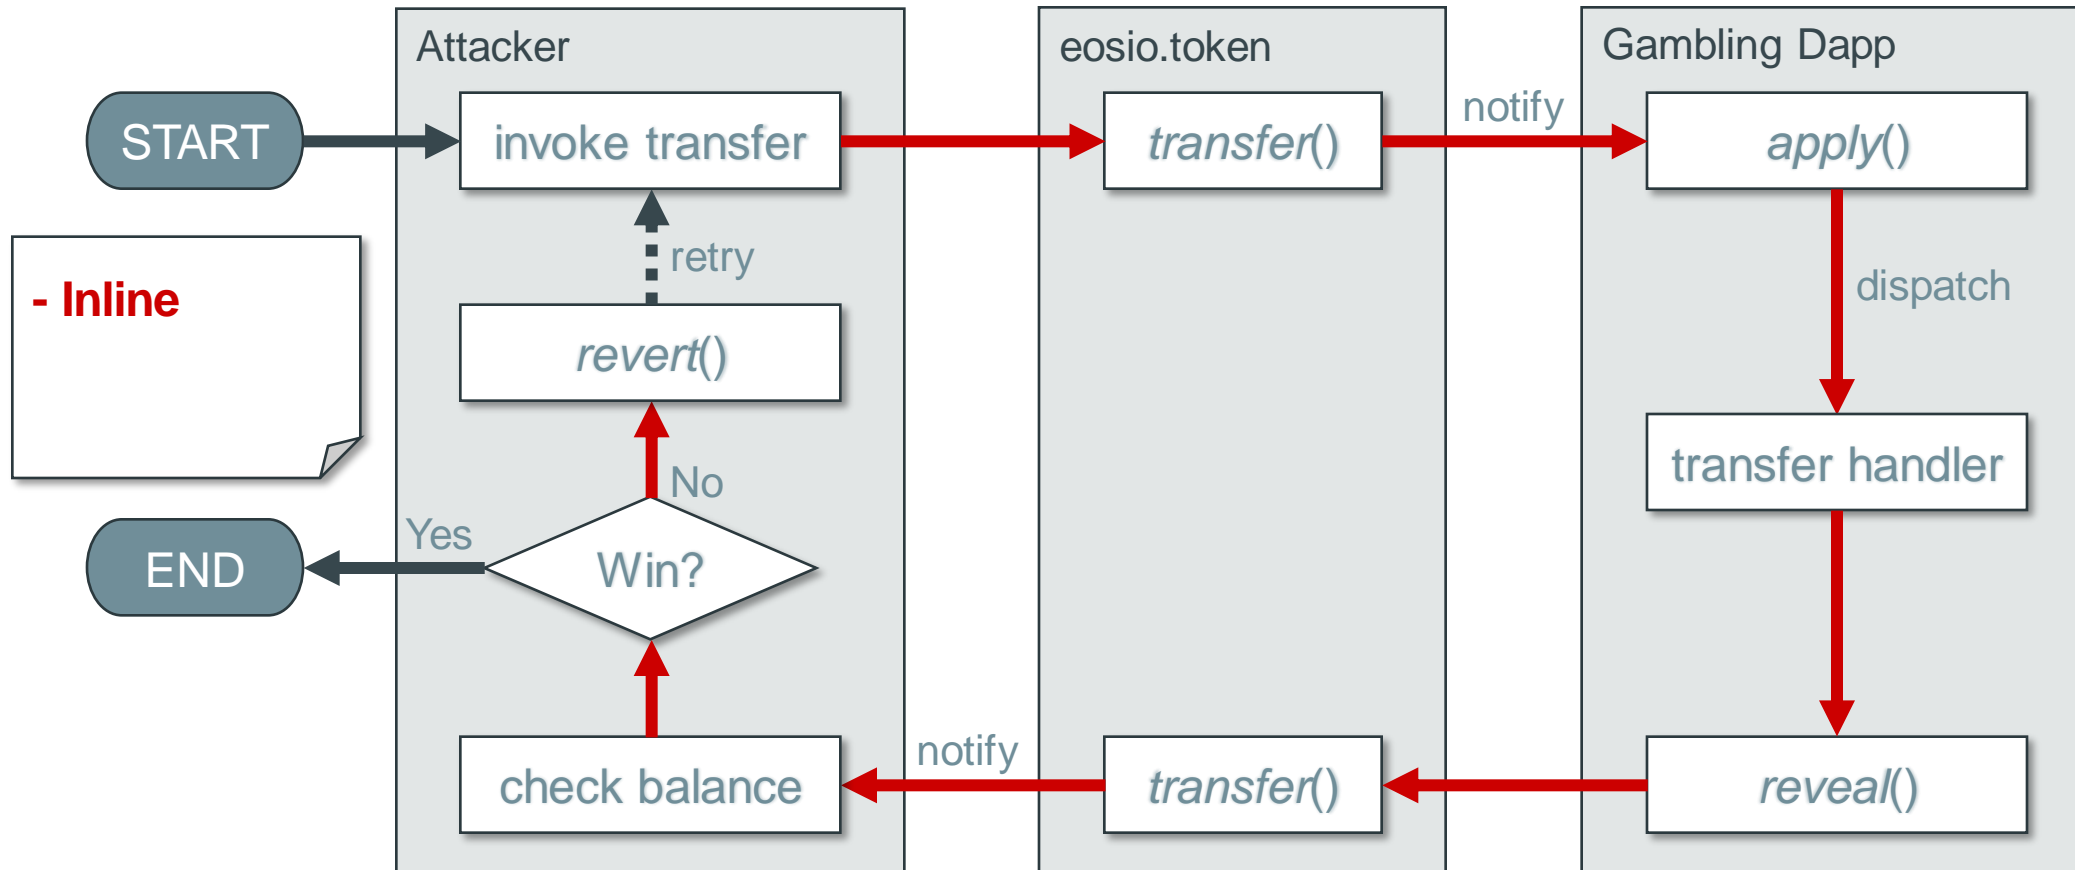 Attacker
eosio.token
Gambling Dapp
START
invoke transfer
transfer()
notify
apply()
retry
dispatch
- Inline
revert()
transfer handler
No
Yes
END
Win?
notify
check balance
transfer()
reveal()